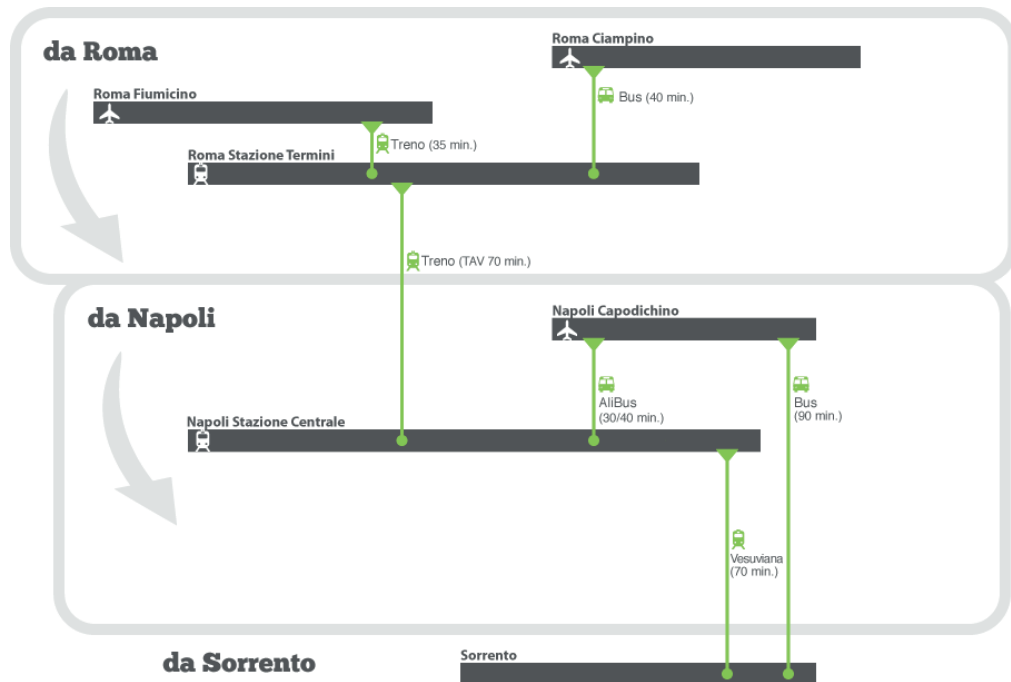 da Roma
Roma Ciampino
Bus (40 min.)
Roma Fiumicino
Treno (35 min.)
Roma Stazione Termini
Treno (TAV 70 min.)
da Napoli
Napoli Capodichino
AliBus
(30/40 min.)
Bus
(90 min.)
Napoli Stazione Centrale
Vesuviana
(70 min.)
da Sorrento
Sorrento